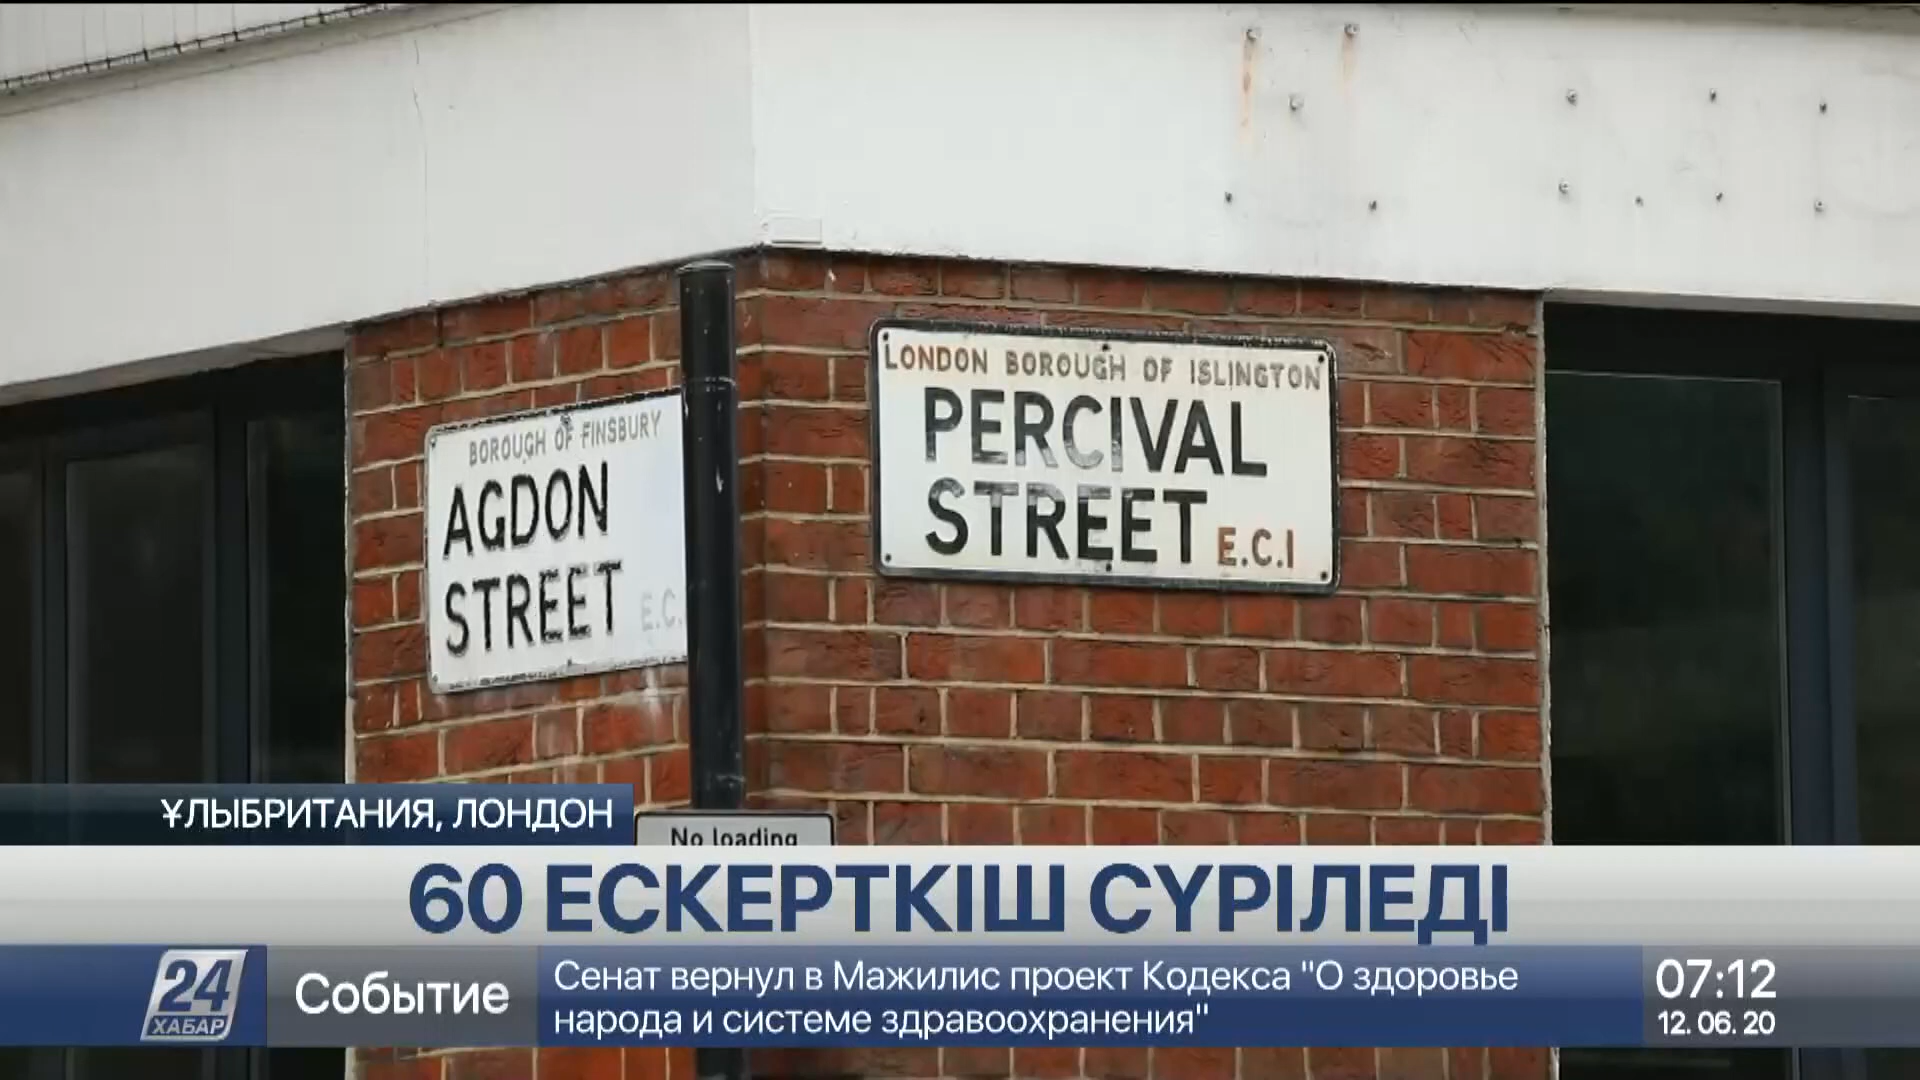 LONDON BOROUGH OF ISLINGTON
PERCIVAL
STREET E.C.1
BOROUGH OF FINSBURY
AGDON
STREET E.C.
No loading
ҰЛЫБРИТАНИЯ, ЛОНДОН
60 ЕСКЕРТКІШ СҮРІЛЕДІ
24
ХАБАР
Событие
Сенат вернул в Мажилис проект Кодекса "О здоровье
народа и системе здравоохранения"
07:12
12. 06. 20